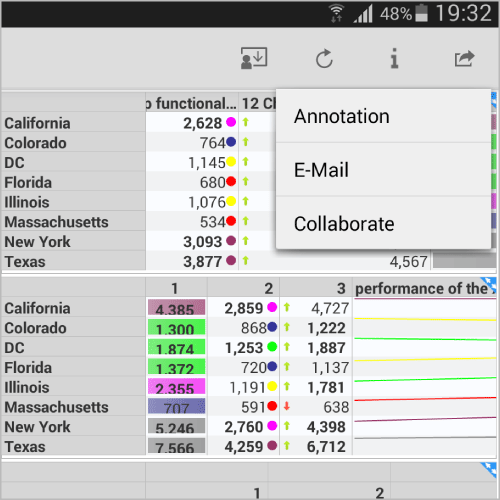 48% 19:32
functional... 12
Annotation
E-Mail
Collaborate
California 2,628
Colorado 764
DC 1,145
Florida 680
Illinois 1,076
Massachusetts 534
New York 3,093
Texas 3,877 4,567
1 2 3 performance of the
California 4,385 2,859 4,727
Colorado 1,300 868 1,222
DC 1,874 1,253 1,887
Florida 1,372 720 1,137
Illinois 2,355 1,191 1,781
Massachusetts 707 591 638
New York 5,246 2,760 4,398
Texas 7,566 4,259 6,712
1 2